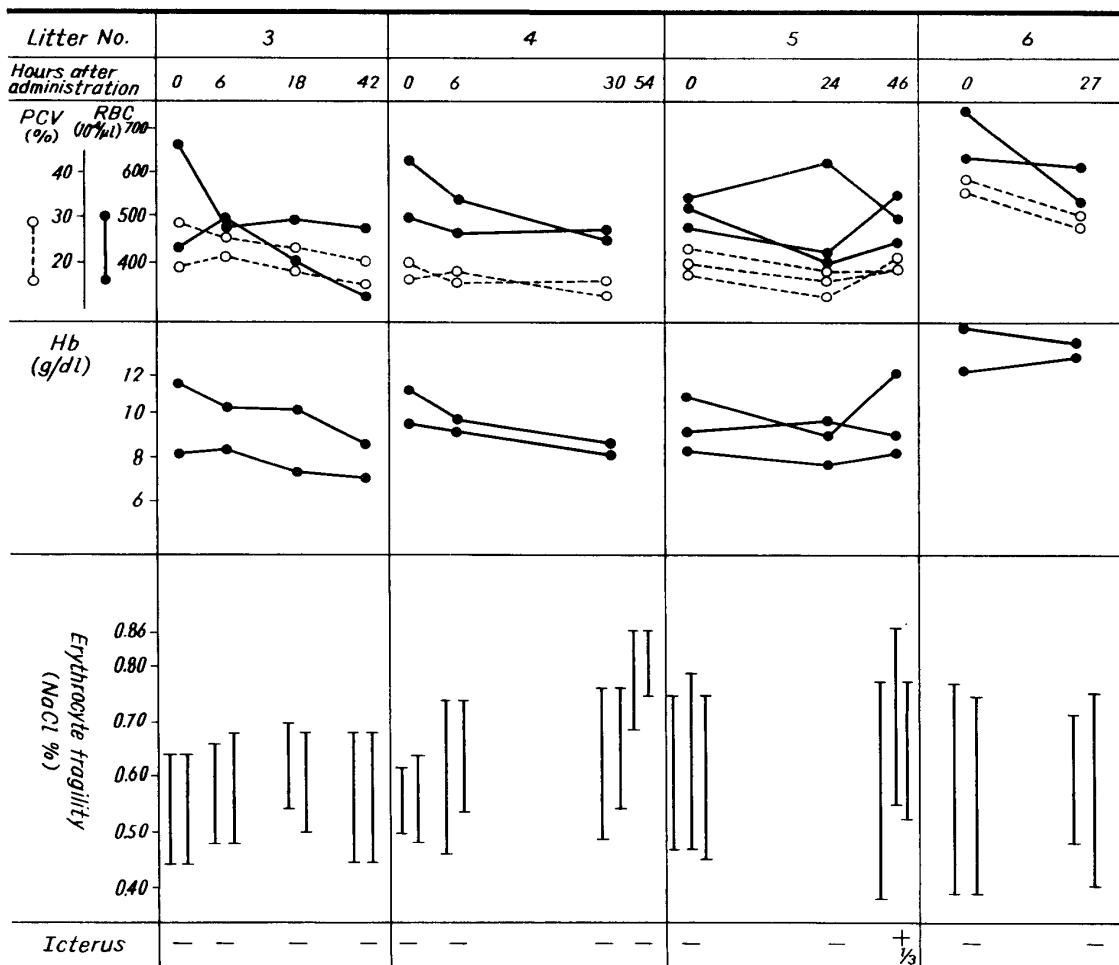 Litter No. 3 4 5 6
Hours after administration 0 6 18 42 0 6 30 54 0 24 46 0 27
PCV (%) RBC (10⁴/μl) 700
40 600
30 500
20 400
Hb (g/dl)
12
10
8
6
Erythrocyte fragility (NaCl %)
0.86
0.80
0.70
0.60
0.50
0.40
Icterus — — — — — — — — — — + 1/3 — —